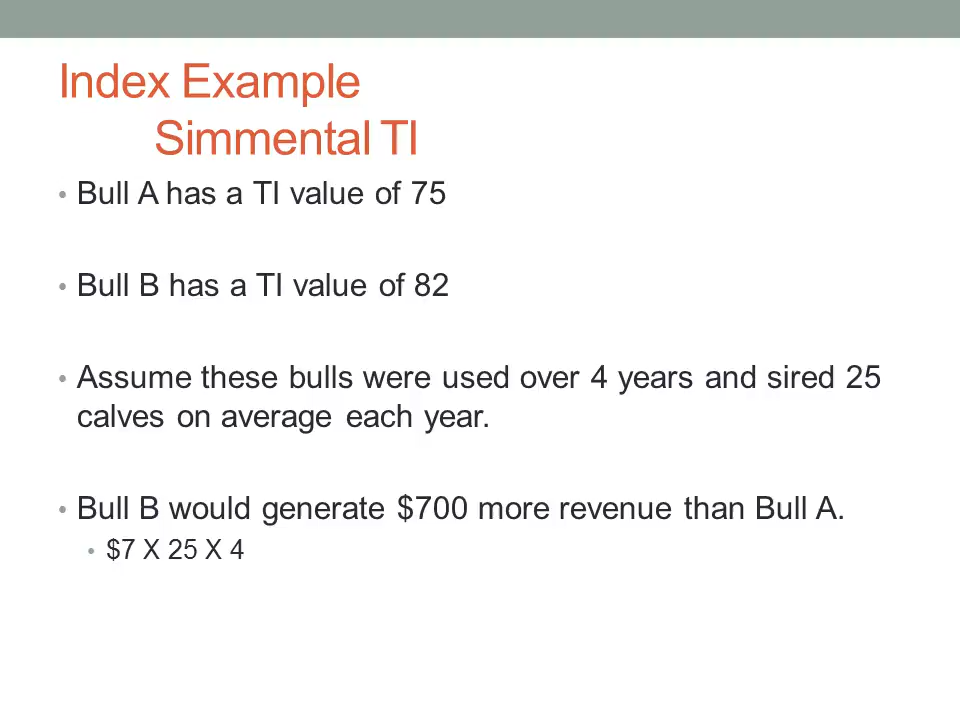 Index Example
Simmental TI
• Bull A has a TI value of 75
• Bull B has a TI value of 82
• Assume these bulls were used over 4 years and sired 25
calves on average each year.
• Bull B would generate $700 more revenue than Bull A.
• $7 X 25 X 4